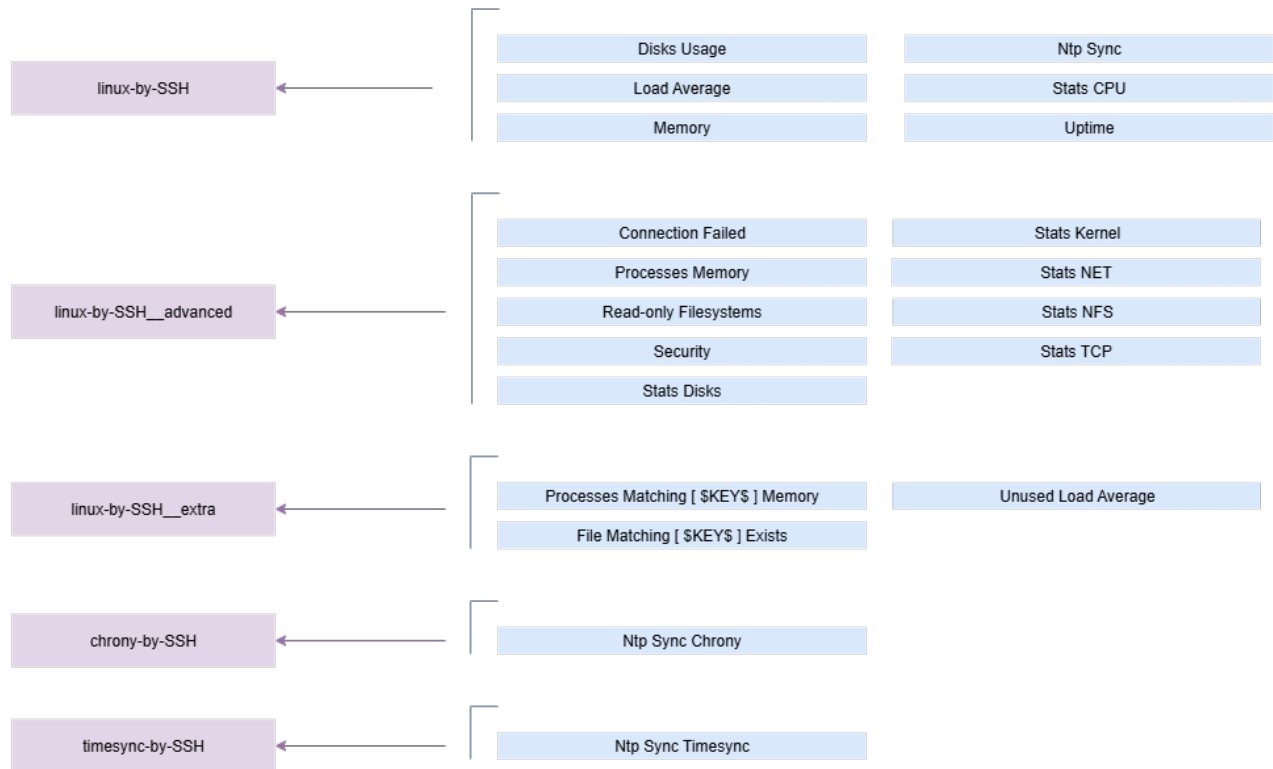 linux-by-SSH
Disks Usage
Ntp Sync
Load Average
Stats CPU
Memory
Uptime
linux-by-SSH__advanced
Connection Failed
Stats Kernel
Processes Memory
Stats NET
Read-only Filesystems
Stats NFS
Security
Stats TCP
Stats Disks
linux-by-SSH__extra
Processes Matching [ $KEY$ ] Memory
Unused Load Average
File Matching [ $KEY$ ] Exists
chrony-by-SSH
Ntp Sync Chrony
timesync-by-SSH
Ntp Sync Timesync